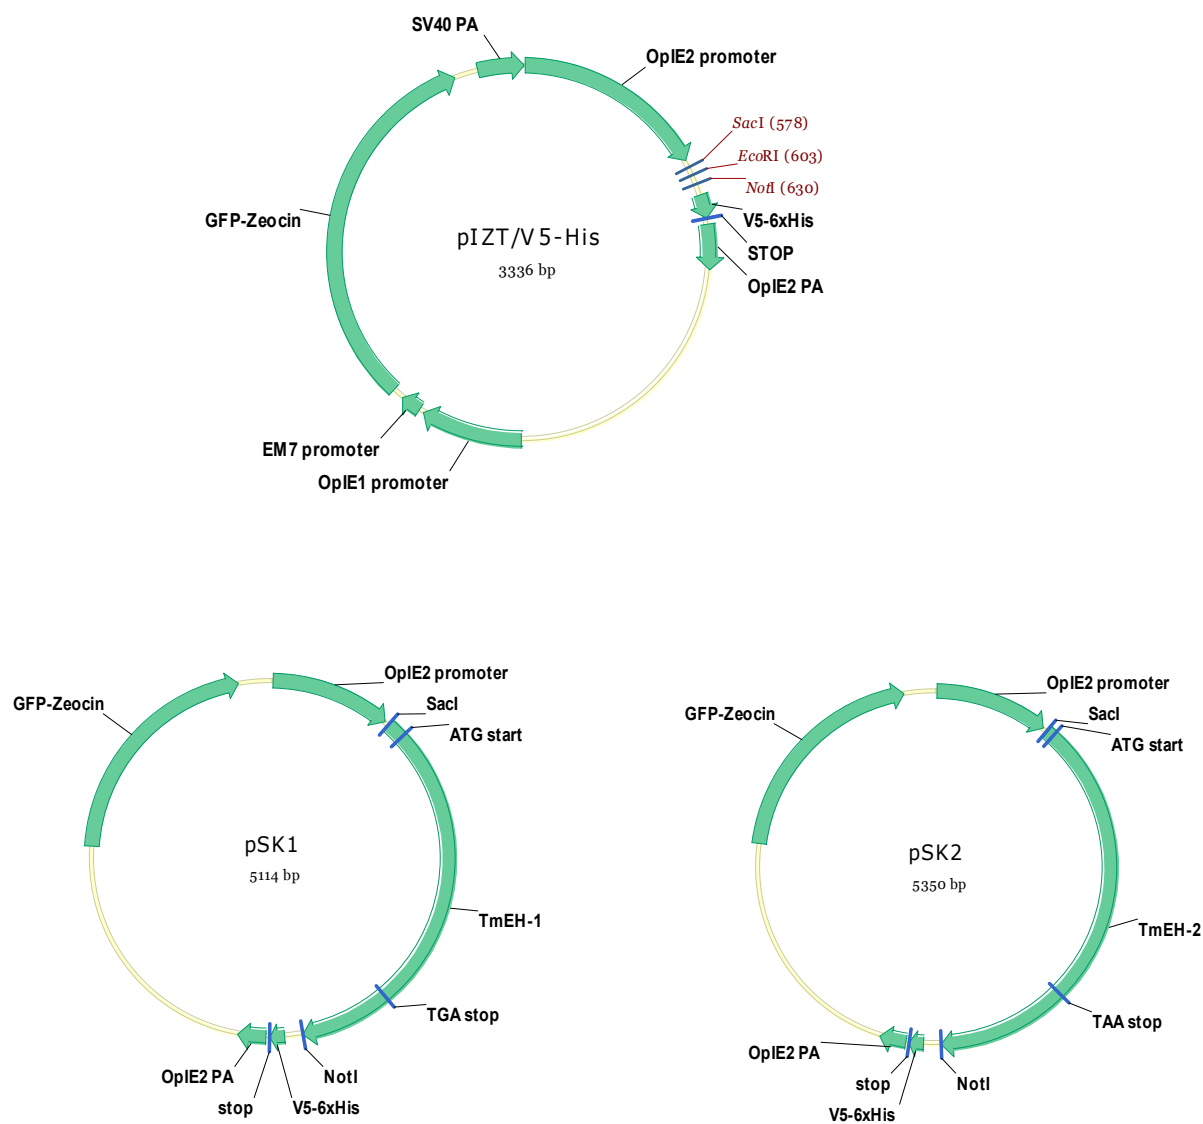 SV40 PA
OpIE2 promoter
SacI (578)
EcoRI (603)
NotI (630)
GFP-Zeocin
V5-6xHis
pIZT/V5-His
STOP
3336 bp
OpIE2 PA
EM7 promoter
OpIE1 promoter
OpIE2 promoter
GFP-Zeocin
SacI
ATG start
pSK1
5114 bp
TmEH-1
TGA stop
OpIE2 PA
NotI
stop
V5-6xHis
OpIE2 promoter
GFP-Zeocin
SacI
ATG start
pSK2
5350 bp
TmEH-2
TAA stop
OpIE2 PA
stop
NotI
V5-6xHis